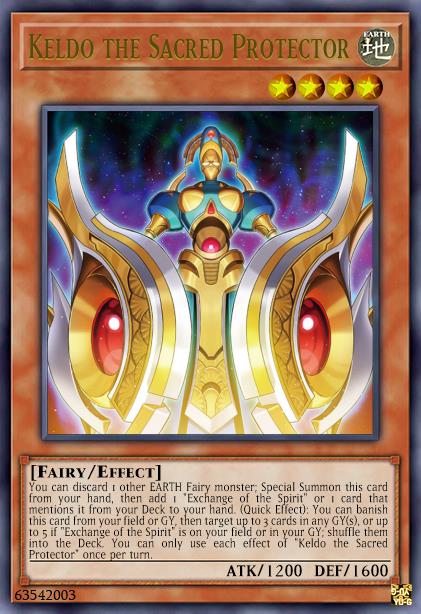 KELDO THE SACRED PROTECTOR
EARTH
地
[FAIRY/EFFECT]
You can discard 1 other EARTH Fairy monster; Special Summon this card
from your hand, then add 1 "Exchange of the Spirit" or 1 card that
mentions it from your Deck to your hand. (Quick Effect): You can banish
this card from your field or GY, then target up to 3 cards in any GY(s), or up
to 5 if "Exchange of the Spirit" is on your field or in your GY; shuffle them
into the Deck. You can only use each effect of "Keldo the Sacred
Protector" once per turn.
ATK/1200 DEF/1600
63542003